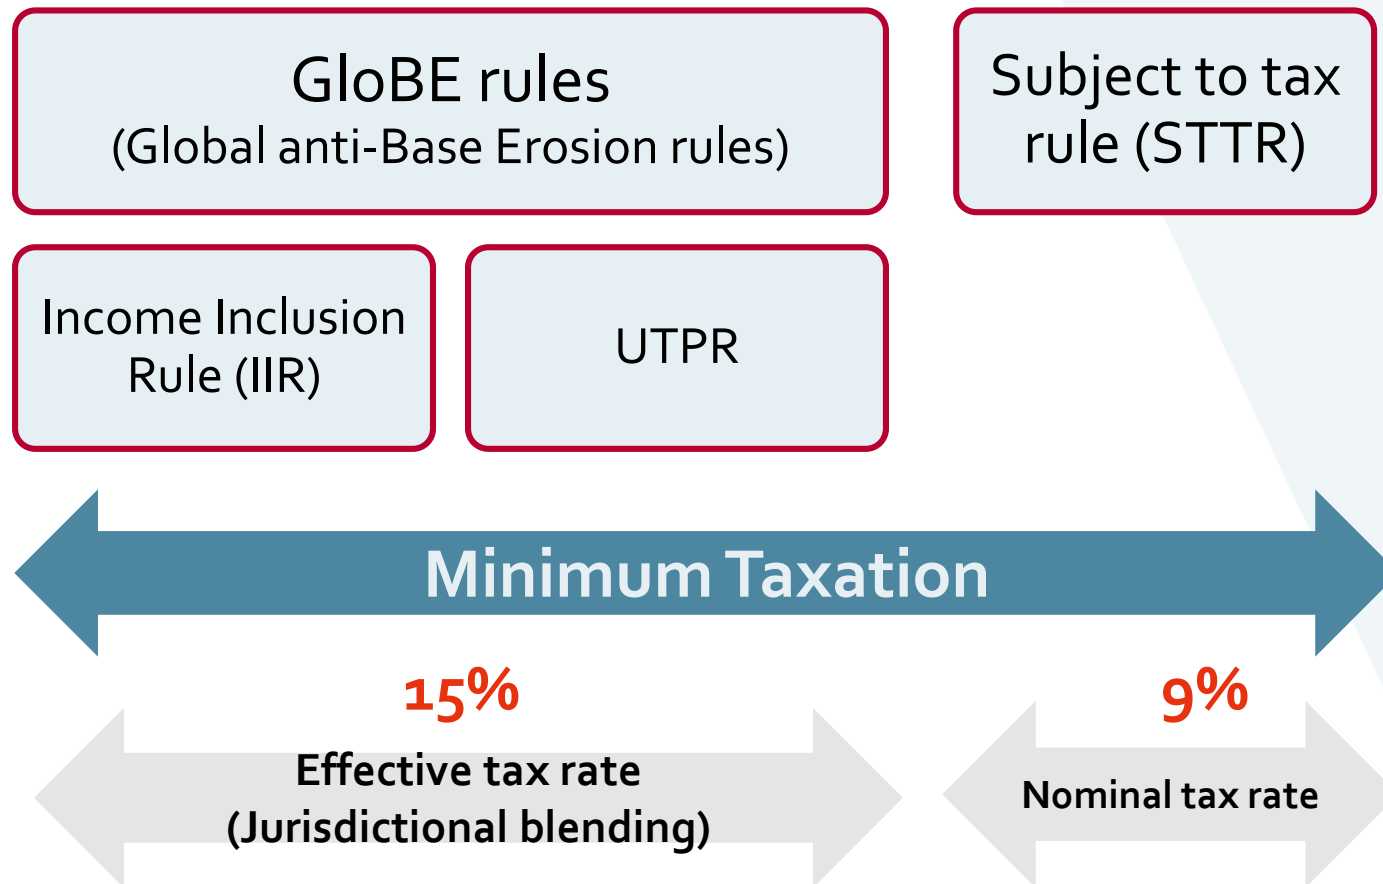 GloBE rules
(Global anti-Base Erosion rules)
Subject to tax
rule (STTR)
Income Inclusion
Rule (IIR)
UTPR
Minimum Taxation
15%
9%
Effective tax rate
(Jurisdictional blending)
Nominal tax rate